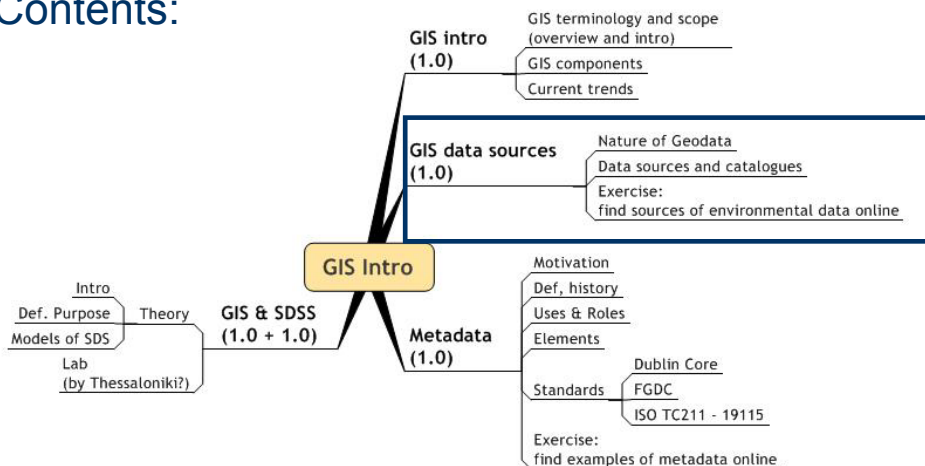 Contents:
GIS intro
(1.0)
GIS terminology and scope
(overview and intro)
GIS components
Current trends
GIS data sources
(1.0)
Nature of Geodata
Data sources and catalogues
Exercise:
find sources of environmental data online
GIS Intro
Metadata
(1.0)
Motivation
Def, history
Uses & Roles
Elements
Standards
Dublin Core
FGDC
ISO TC211 - 19115
Exercise:
find examples of metadata online
GIS & SDSS
(1.0 + 1.0)
Theory
Intro
Def. Purpose
Models of SDS
Lab
(by Thessaloniki?)